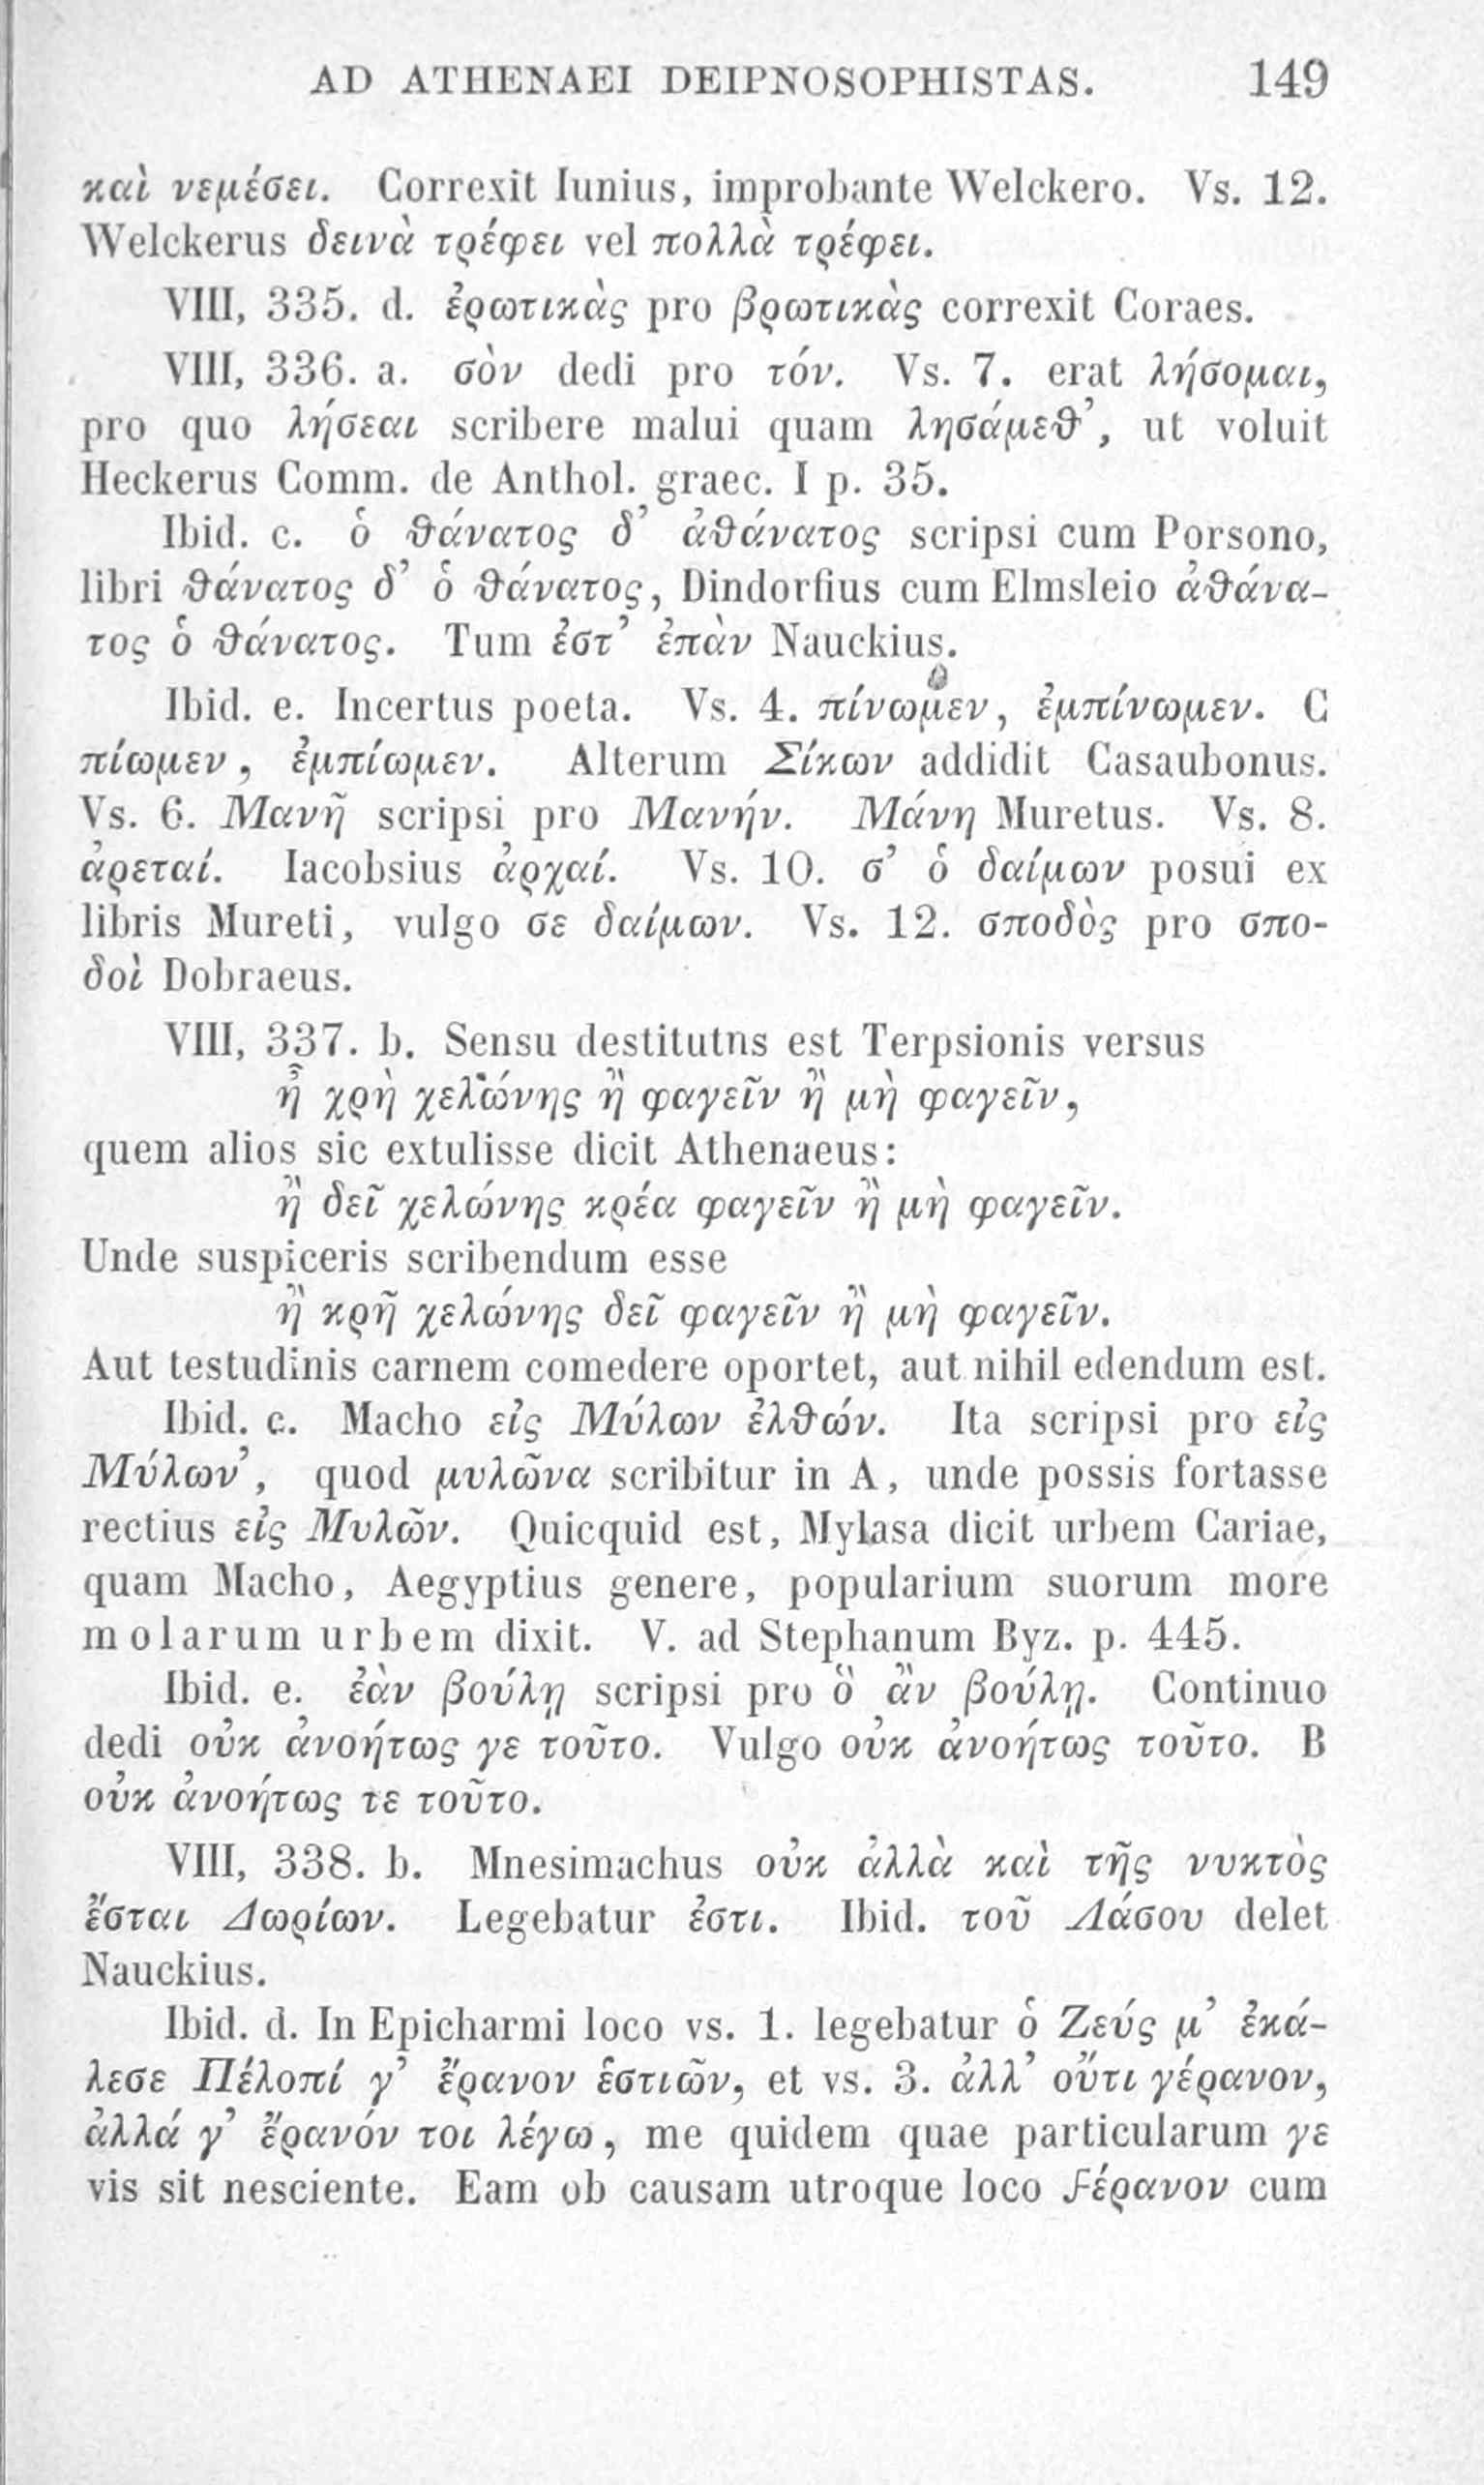 AD ATHENAEI DEIPNOSOPHISTAS. 149
καὶ νεμέσει. Correxit Iunius, improbante Welckero. Vs. 12.
Welckerus δεινὰ τρέφει vel πολλὰ τρέφει.
VIII, 335. d. ἐρωτικὰς pro βρωτικὰς correxit Coraes.
VIII, 336. a. σὸν dedi pro τόν. Vs. 7. erat λήσομαι,
pro quo λήσεαι scribere malui quam λησάμεϑ’, ut voluit
Heckerus Comm. de Anthol. graec. I p. 35.
Ibid. c. ὁ ϑάνατος δ’ ἀϑάνατος scripsi cum Porsono,
libri ϑάνατος δ’ ὁ ϑάνατος, Dindorfius cum Elmsleio ἀϑάνα-
τος ὁ ϑάνατος. Tum ἐστ’ ἐπὰν Nauckius.
Ibid. e. Incertus poeta. Vs. 4. πίνωμεν, ἐμπίνωμεν. C
πίωμεν, ἐμπίωμεν. Alterum Σίκων addidit Casaubonus.
Vs. 6. Μανῆ scripsi pro Μανήν. Μάνη Muretus. Vs. 8.
ἀρεταί. Iacobsius ἀρχαί. Vs. 10. σ’ ὁ δαίμων posui ex
libris Mureti, vulgo σε δαίμων. Vs. 12. σποδὸς pro σπο-
δοὶ Dobraeus.
VIII, 337. b. Sensu destitutns est Terpsionis versus
ἦ χρὴ χελώνης ἢ φαγεῖν ἢ μὴ φαγεῖν,
quem alios sic extulisse dicit Athenaeus:
ἢ δεῖ χελώνης κρέα φαγεῖν ἢ μὴ φαγεῖν.
Unde suspiceris scribendum esse
ἢ κρῆ χελώνης δεῖ φαγεῖν ἢ μὴ φαγεῖν.
Aut testudinis carnem comedere oportet, aut nihil edendum est.
Ibid. c. Macho εἰς Μύλων ἐλϑών. Ita scripsi pro εἰς
Μύλων’, quod μυλῶνα scribitur in A, unde possis fortasse
rectius εἰς Μυλῶν. Quicquid est, Mylasa dicit urbem Cariae,
quam Macho, Aegyptius genere, popularium suorum more
molarum urbem dixit. V. ad Stephanum Byz. p. 445.
Ibid. e. ἐὰν βούλῃ scripsi pro ὃ ἂν βούλῃ. Continuo
dedi οὐκ ἀνοήτως γε τοῦτο. Vulgo οὐκ ἀνοήτως τοῦτο. B
οὐκ ἀνοήτως τε τοῦτο.
VIII, 338. b. Mnesimachus οὐκ ἀλλὰ καὶ τῆς νυκτὸς
ἔσται Δωρίων. Legebatur ἐστι. Ibid. τοῦ Λάσου delet
Nauckius.
Ibid. d. In Epicharmi loco vs. 1. legebatur ὁ Ζεύς μ’ ἐκά-
λεσε Πέλοπί γ’ ἔρανον ἑστιῶν, et vs. 3. ἀλλ’ οὔτι γέρανον,
ἀλλά γ’ ἔρανόν τοι λέγω, me quidem quae particularum γε
vis sit nesciente. Eam ob causam utroque loco ϝέρανον cum